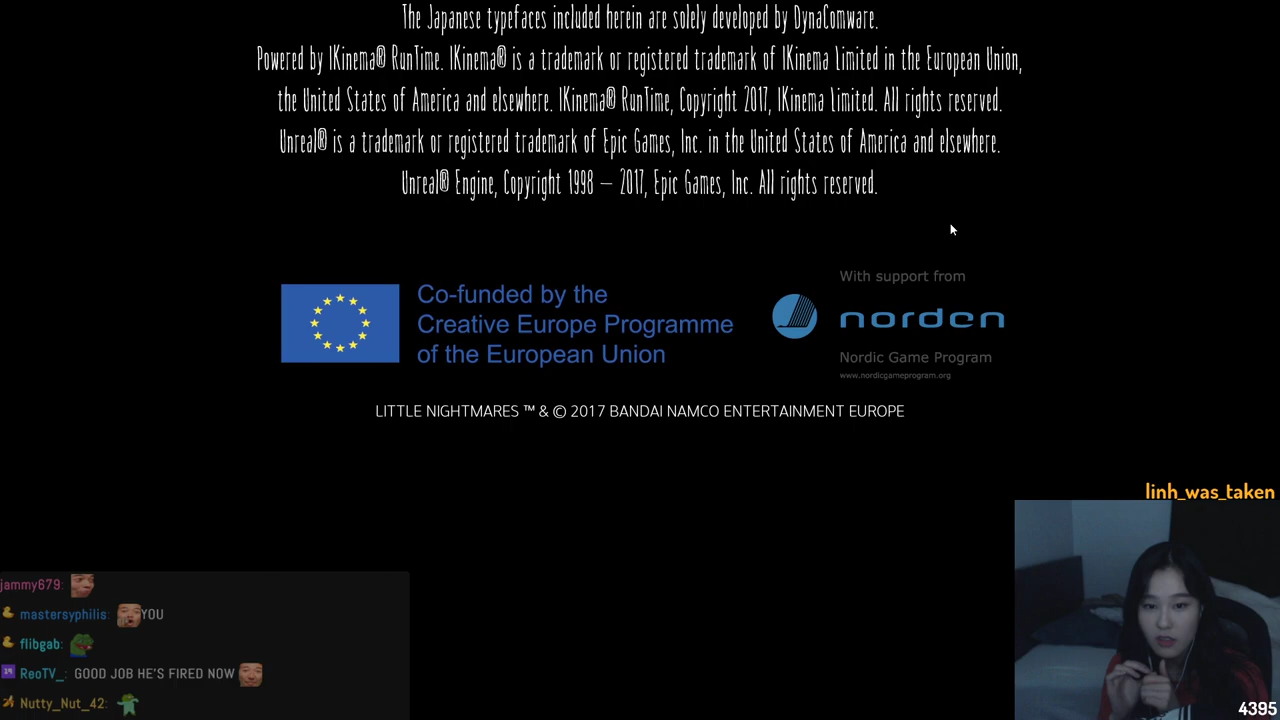 The Japanese typefaces included herein are solely developed by DynaComware.
Powered by IKinema® RunTime. IKinema® is a trademark or registered trademark of IKinema Limited in the European Union,
the United States of America and elsewhere. IKinema® RunTime, Copyright 2017, IKinema Limited. All rights reserved.
Unreal® is a trademark or registered trademark of Epic Games, Inc. in the United States of America and elsewhere.
Unreal® Engine, Copyright 1998 – 2017, Epic Games, Inc. All rights reserved.
Co-funded by the
Creative Europe Programme
of the European Union
With support from
norden
Nordic Game Program
www.nordicgameprogram.org
LITTLE NIGHTMARES ™ & © 2017 BANDAI NAMCO ENTERTAINMENT EUROPE
linh_was_taken
jammy679:
mastersyphilis: YOU
flibgab:
ReoTV_: GOOD JOB HE'S FIRED NOW
Nutty_Nut_42:
4395